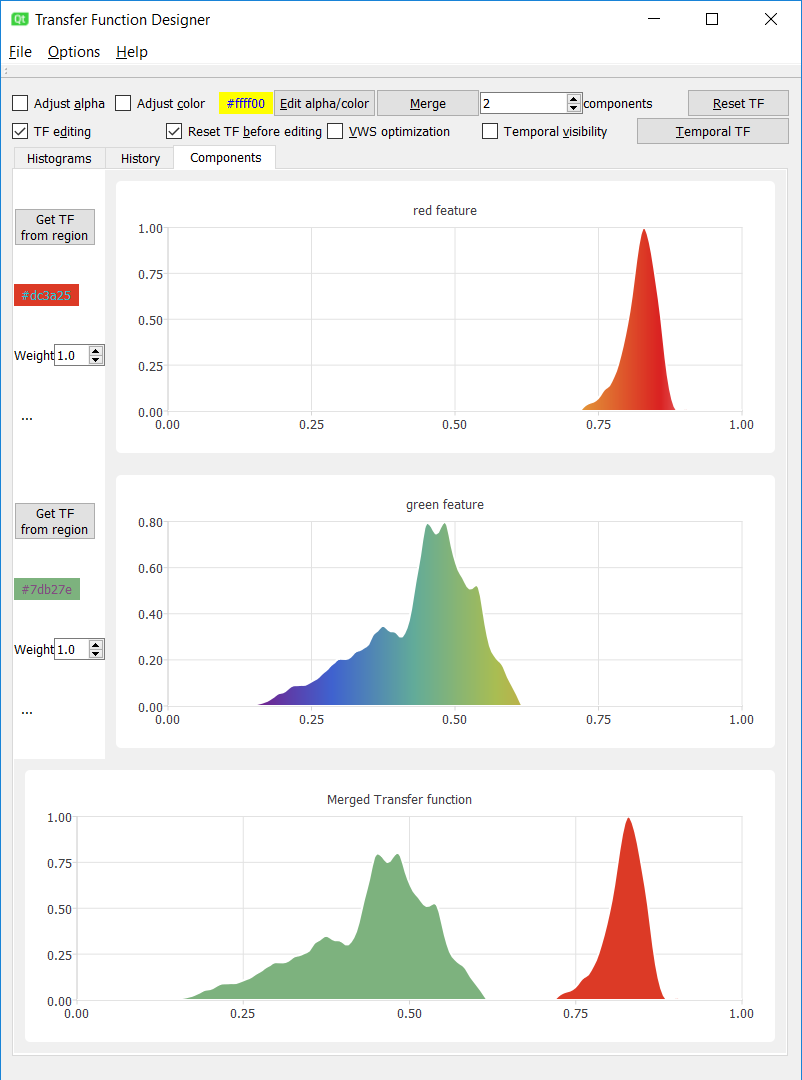 Qt Transfer Function Designer
File Options Help
Adjust alpha Adjust color #ffff00 Edit alpha/color Merge 2 components Reset TF
TF editing Reset TF before editing VWS optimization Temporal visibility Temporal TF
Histograms History Components
Get TF
from region
#dc3a25
Weight 1.0
...
red feature
1.00
0.75
0.50
0.25
0.00
0.00 0.25 0.50 0.75 1.00
Get TF
from region
#7db27e
Weight 1.0
...
green feature
0.80
0.60
0.40
0.20
0.00
0.00 0.25 0.50 0.75 1.00
Merged Transfer function
1.00
0.75
0.50
0.25
0.00
0.00 0.25 0.50 0.75 1.00